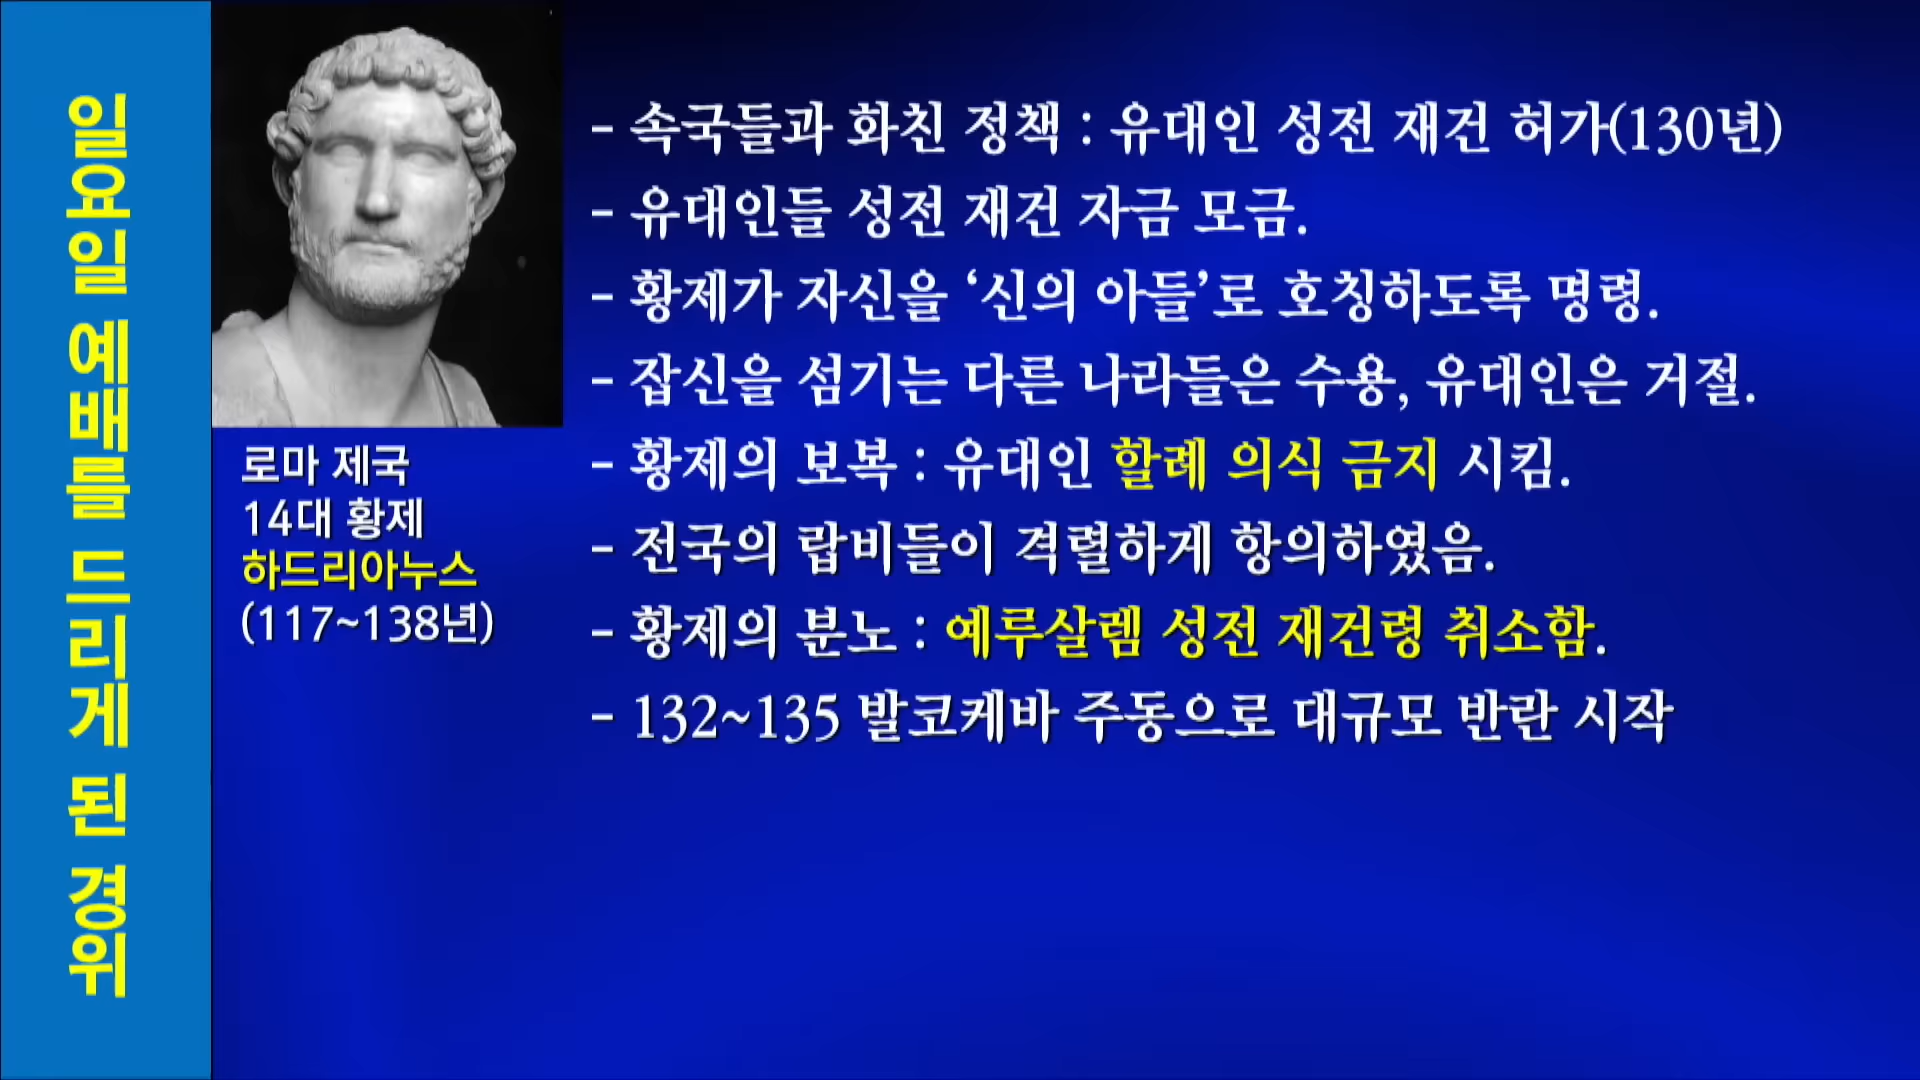 일요일 예배를 드리게 된 경위
로마 제국
14대 황제
하드리아누스
(117~138년)
- 속국들과 화친 정책 : 유대인 성전 재건 허가(130년)
- 유대인들 성전 재건 자금 모금.
- 황제가 자신을 ‘신의 아들’로 호칭하도록 명령.
- 잡신을 섬기는 다른 나라들은 수용, 유대인은 거절.
- 황제의 보복 : 유대인 할례 의식 금지 시킴.
- 전국의 랍비들이 격렬하게 항의하였음.
- 황제의 분노 : 예루살렘 성전 재건령 취소함.
- 132~135 발코케바 주동으로 대규모 반란 시작